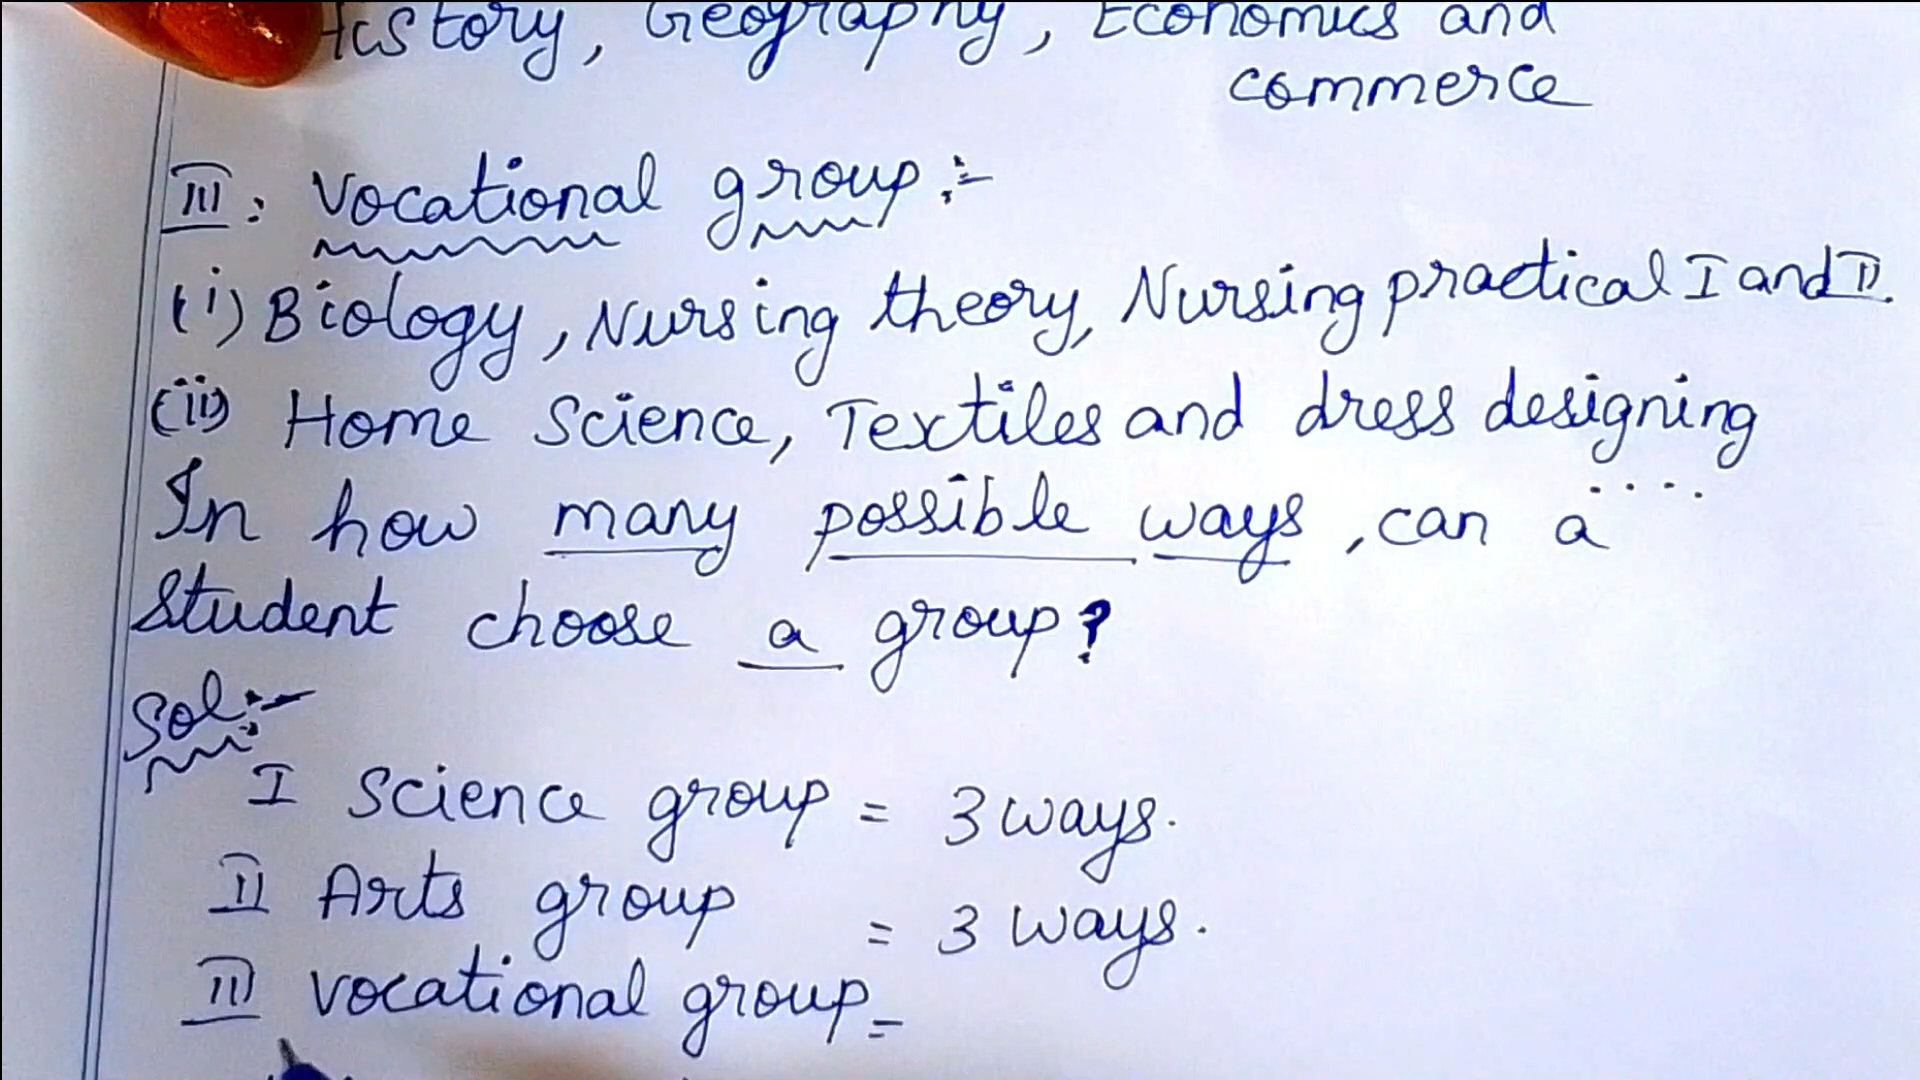 History, Geography, Economics and
commerce
III: Vocational group:-
(i) Biology, Nursing theory, Nursing practical I and II.
(ii) Home Science, Textiles and dress designing
In how many possible ways, can a
student choose a group?
Sol:-
I Science group = 3 ways.
II Arts group = 3 ways.
III Vocational group =